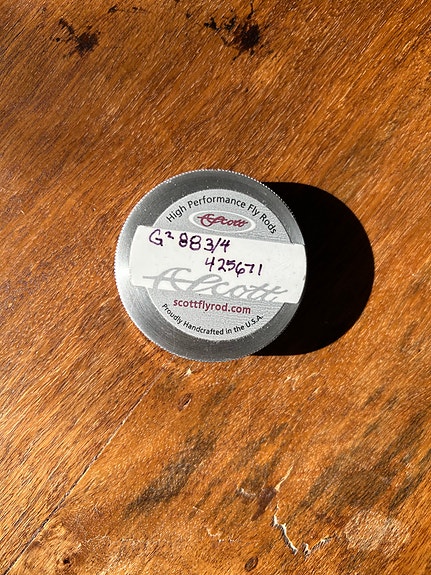 High Performance Fly Rods
Scott
G² 883/4
425671
Scott
scottflyrod.com
Proudly Handcrafted in the U.S.A.